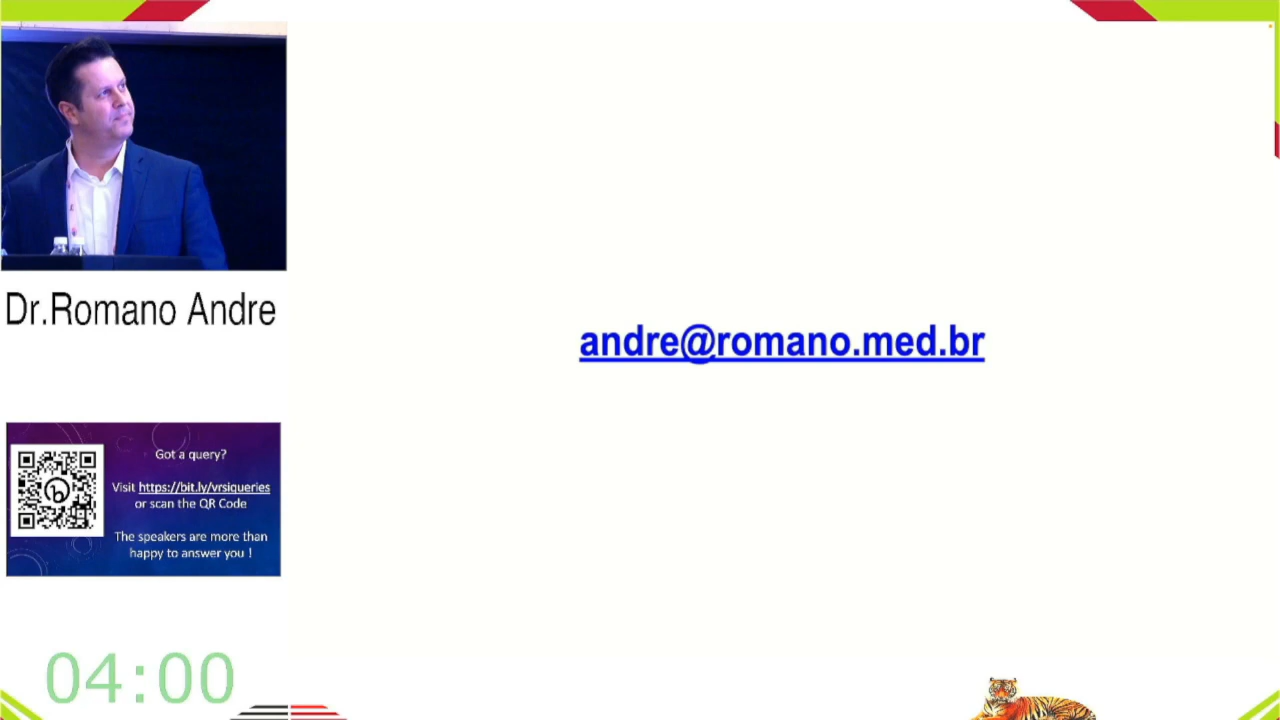 Dr.Romano Andre
andre@romano.med.br
Got a query?
Visit https://bit.ly/vrsiqueries
or scan the QR Code
The speakers are more than
happy to answer you !
04:00